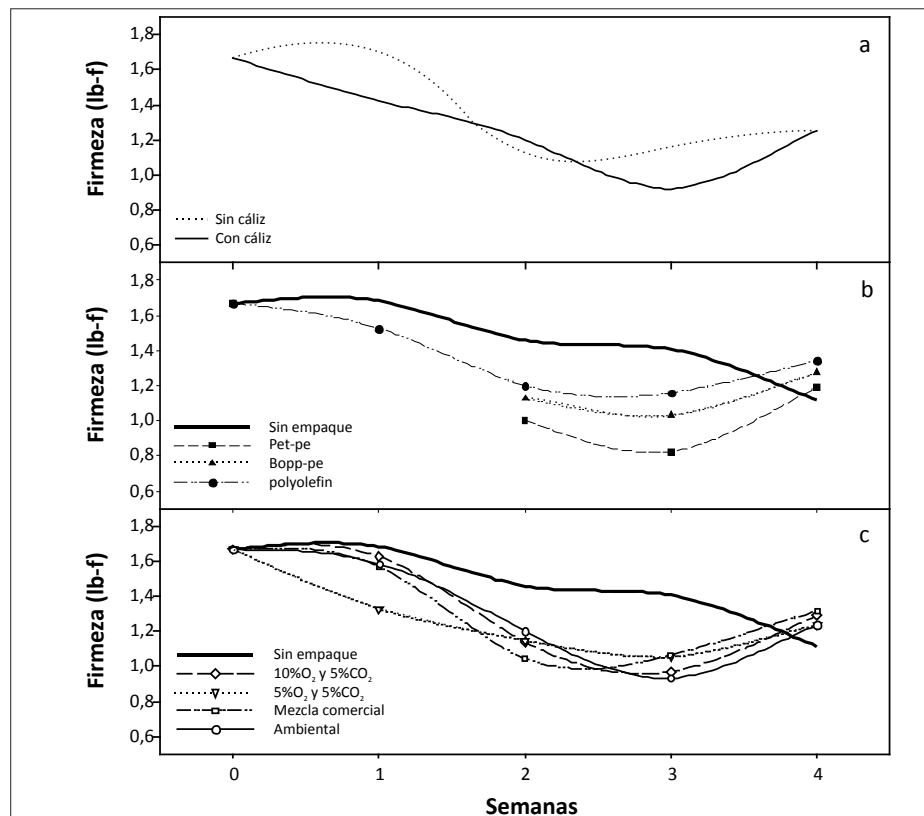 a
Firmeza (lb-f)
1,8
1,6
1,4
1,2
1,0
0,8
0,6
Sin cáliz
Con cáliz
b
Firmeza (lb-f)
1,8
1,6
1,4
1,2
1,0
0,8
0,6
Sin empaque
Pet-pe
Bopp-pe
polyolefin
c
Firmeza (lb-f)
1,8
1,6
1,4
1,2
1,0
0,8
0,6
Sin empaque
10%O₂ y 5%CO₂
5%O₂ y 5%CO₂
Mezcla comercial
Ambiental
0 1 2 3 4
Semanas